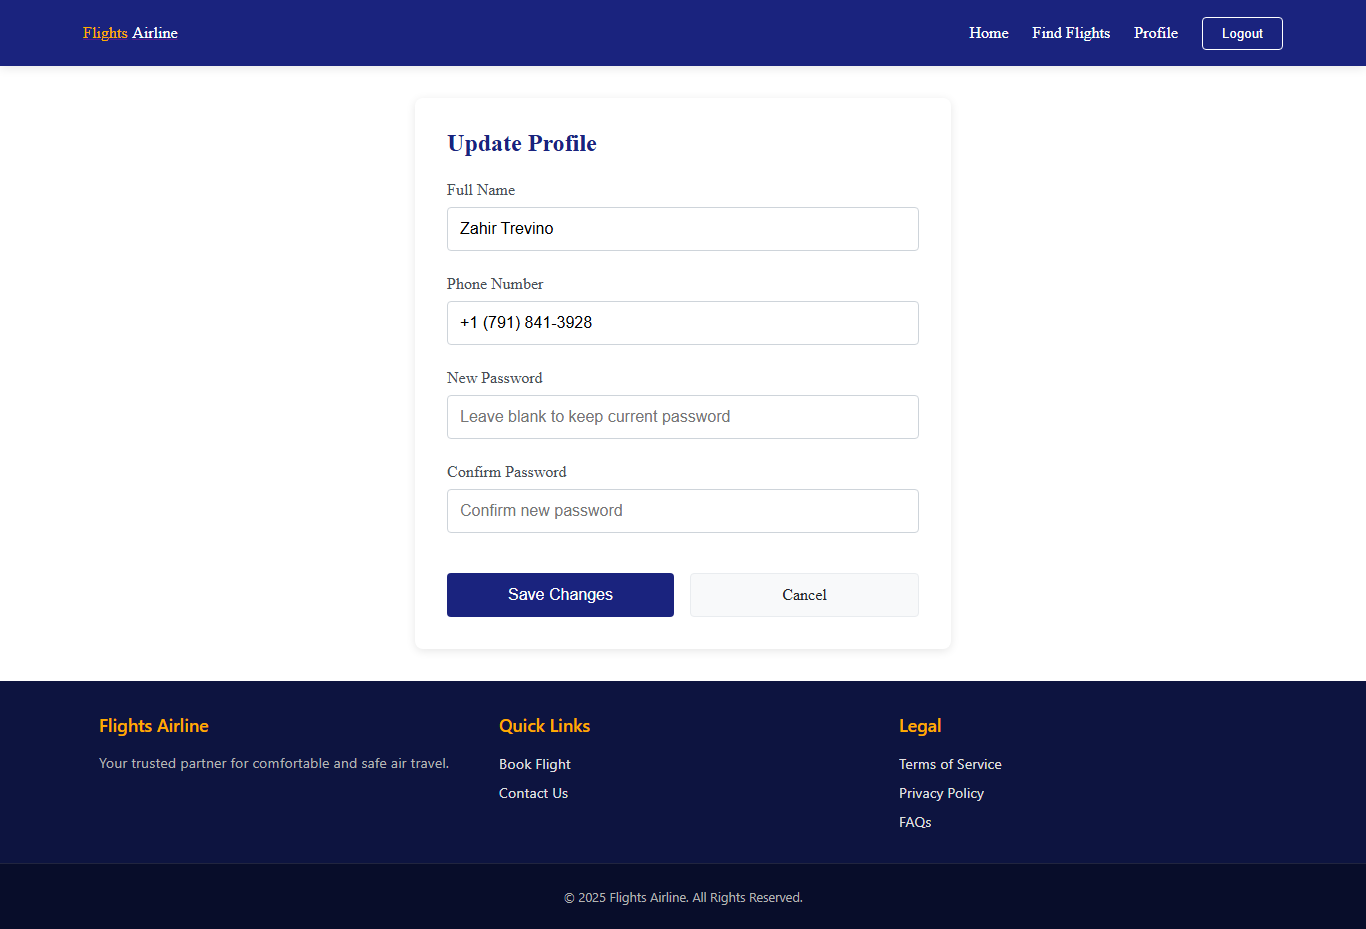 Flights Airline
Home
Find Flights
Profile
Logout
Update Profile
Full Name
Zahir Trevino
Phone Number
+1 (791) 841-3928
New Password
Leave blank to keep current password
Confirm Password
Confirm new password
Save Changes
Cancel
Flights Airline
Your trusted partner for comfortable and safe air travel.
Quick Links
Book Flight
Contact Us
Legal
Terms of Service
Privacy Policy
FAQs
© 2025 Flights Airline. All Rights Reserved.